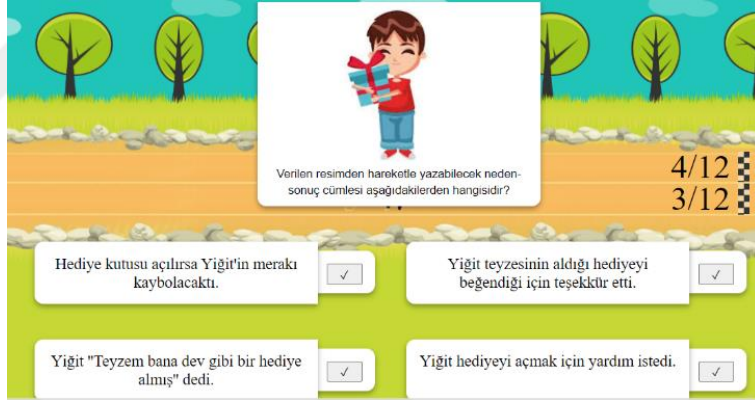 Verilen resimden hareketle yazabilecek neden-
sonuç cümlesi aşağıdakilerden hangisidir?
4/12
3/12
Hediye kutusu açılırsa Yiğit'in merakı
kaybolacaktı.
Yiğit teyzesinin aldığı hediyeyi
beğendiği için teşekkür etti.
Yiğit "Teyzem bana dev gibi bir hediye
almış" dedi.
Yiğit hediyeyi açmak için yardım istedi.